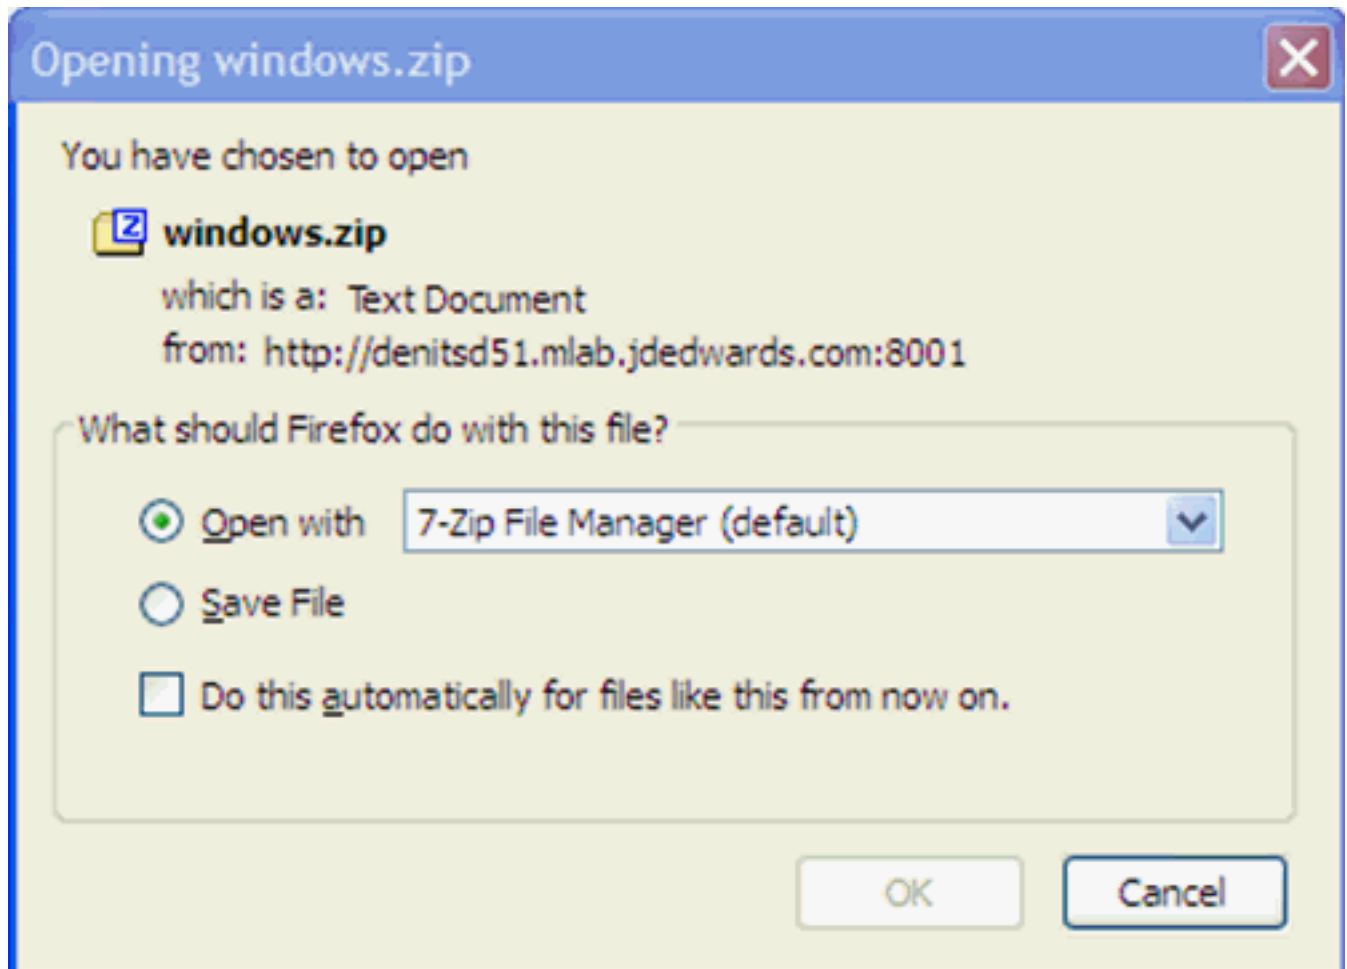 Opening windows.zip
You have chosen to open
windows.zip
which is a: Text Document
from: http://denitsd51.mlab.jdedwards.com:8001
What should Firefox do with this file?
Open with 7-Zip File Manager (default)
Save File
Do this automatically for files like this from now on.
OK Cancel